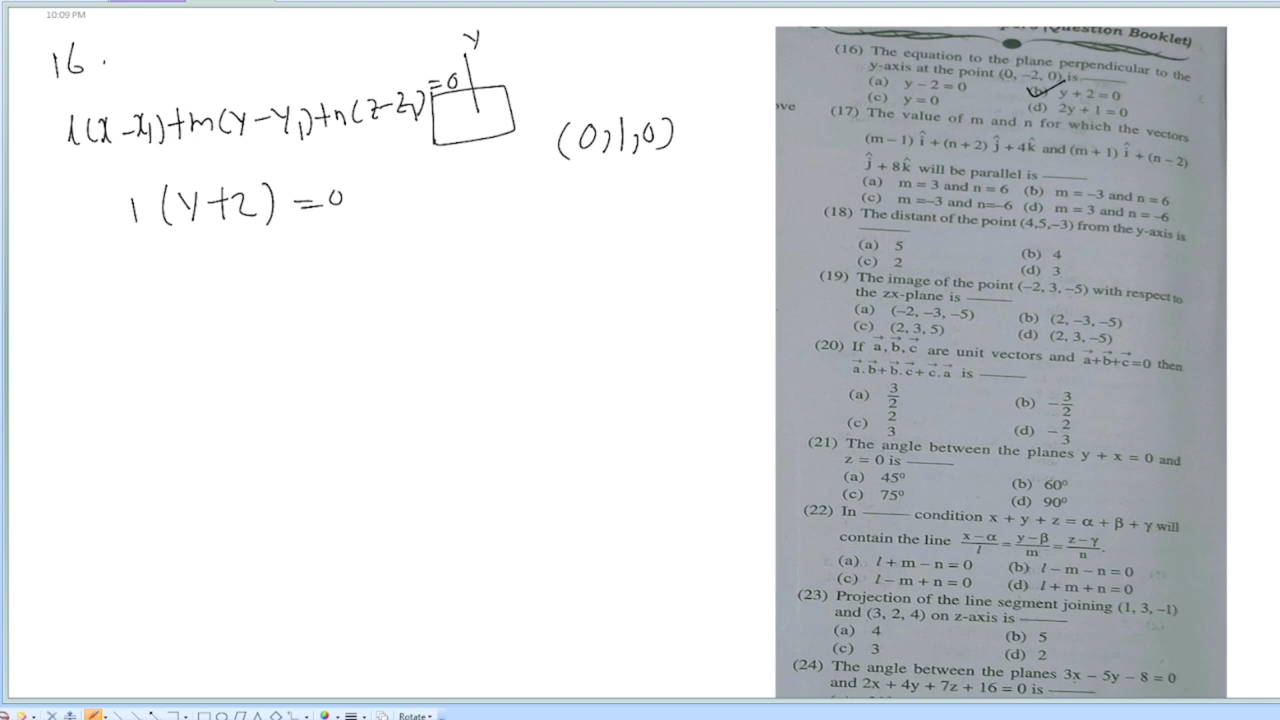 10:09 PM
16.
l(x-x₁)+m(y-y₁)+n(z-z₁)=0
y
(0,1,0)
1(y+2)=0
(Question Booklet)
(16) The equation to the plane perpendicular to the
y-axis at the point (0, –2, 0) is
(a) y – 2 = 0
(b) y + 2 = 0
(c) y = 0
(d) 2y + 1 = 0
ove
(17) The value of m and n for which the vectors
(m – 1) î + (n + 2) ĵ + 4k̂ and (m + 1) î + (n – 2)
ĵ + 8k̂ will be parallel is
(a) m = 3 and n = 6 (b) m = –3 and n = 6
(c) m =–3 and n=–6 (d) m = 3 and n = –6
(18) The distant of the point (4,5,–3) from the y-axis is
(a) 5
(b) 4
(c) 2
(d) 3
(19) The image of the point (–2, 3, –5) with respect to
the zx-plane is
(a) (–2, –3, –5)
(b) (2, –3, –5)
(c) (2, 3, 5)
(d) (2, 3, –5)
(20) If a⃗, b⃗, c⃗ are unit vectors and a⃗+b⃗+c⃗=0 then
a⃗.b⃗+b⃗.c⃗+c⃗.a⃗ is
(a) 3/2
(b) –3/2
(c) 2/3
(d) –2/3
(21) The angle between the planes y + x = 0 and
z = 0 is
(a) 45⁰
(b) 60⁰
(c) 75⁰
(d) 90⁰
(22) In condition x + y + z = α + β + γ will
contain the line x–α/l = y–β/m = z–γ/n.
(a) l + m – n = 0
(b) l – m – n = 0
(c) l – m + n = 0
(d) l + m + n = 0
(23) Projection of the line segment joining (1, 3, –1)
and (3, 2, 4) on z-axis is
(a) 4
(b) 5
(c) 3
(d) 2
(24) The angle between the planes 3x – 5y – 8 = 0
and 2x + 4y + 7z + 16 = 0 is
Rotate